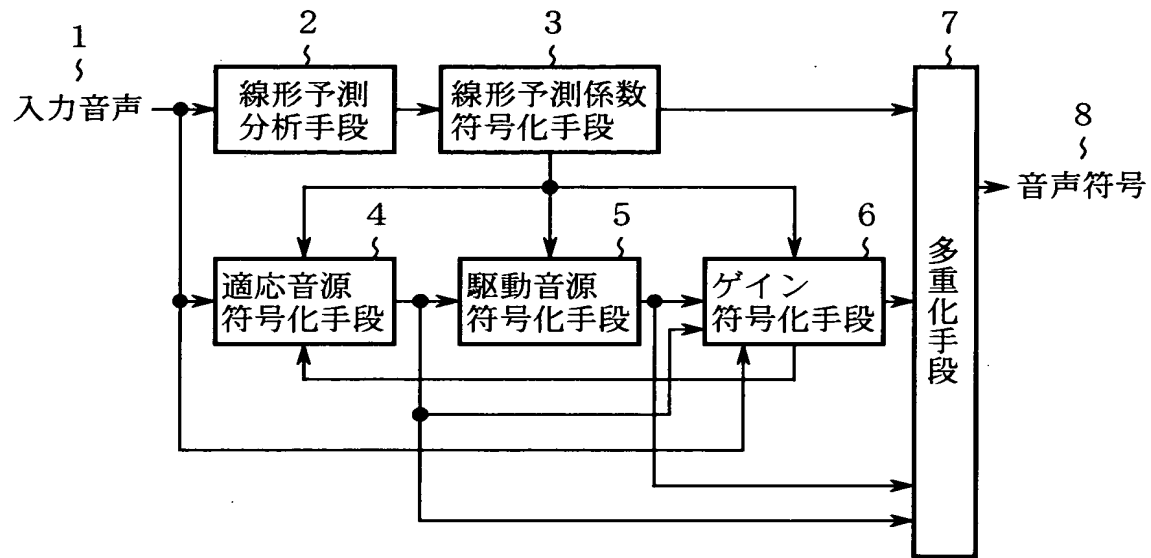 1
入力音声
2
線形予測
分析手段
3
線形予測係数
符号化手段
4
適応音源
符号化手段
5
駆動音源
符号化手段
6
ゲイン
符号化手段
7
多重化手段
8
音声符号